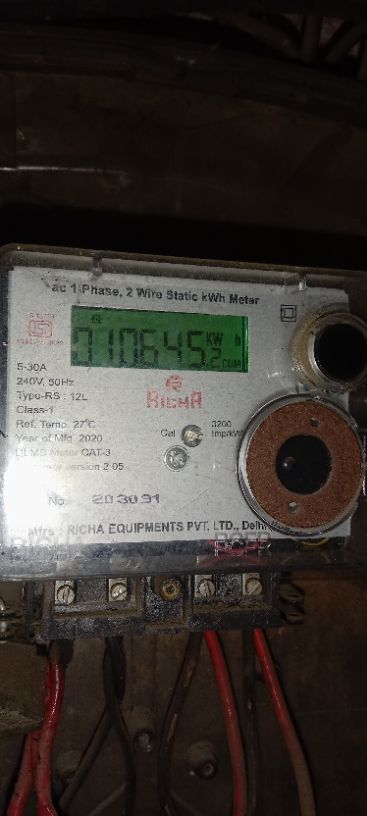 ac 1-Phase, 2 Wire Static kWh Meter
010645.2 KW h
CUM
5-30A
240V, 50Hz
Type-RS : 12L
Class-1
Ref. Temp. 27°C
Year of Mfg. 2020
DLMS Meter CAT-3
version 2.05
RICHA
Cal
3200
Imp/kW
No. 203091
RICHA EQUIPMENTS PVT. LTD., Delhi